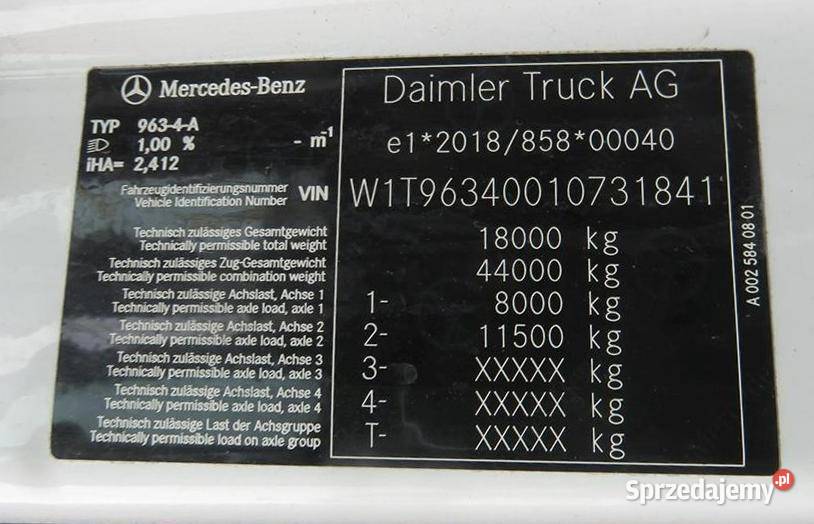 Mercedes-Benz
Daimler Truck AG
TYP 963-4-A
1,00 % - m-1
iHA= 2,412
e1*2018/858*00040
Fahrzeugidentifizierungsnummer
Vehicle Identification Number VIN W1T96340010731841
Technisch zulässiges Gesamtgewicht
Technically permissible total weight 18000 kg
Technisch zulässiges Zug-Gesamtgewicht
Technically permissible combination weight 44000 kg
Technisch zulässige Achslast, Achse 1
Technically permissible axle load, axle 1 1- 8000 kg
Technisch zulässige Achslast, Achse 2
Technically permissible axle load, axle 2 2- 11500 kg
Technisch zulässige Achslast, Achse 3
Technically permissible axle load, axle 3 3- XXXXX kg
Technisch zulässige Achslast, Achse 4
Technically permissible axle load, axle 4 4- XXXXX kg
Technisch zulässige Last der Achsgruppe
Technically permissible load on axle group T- XXXXX kg
A 002 584 08 01
Sprzedajemy.pl